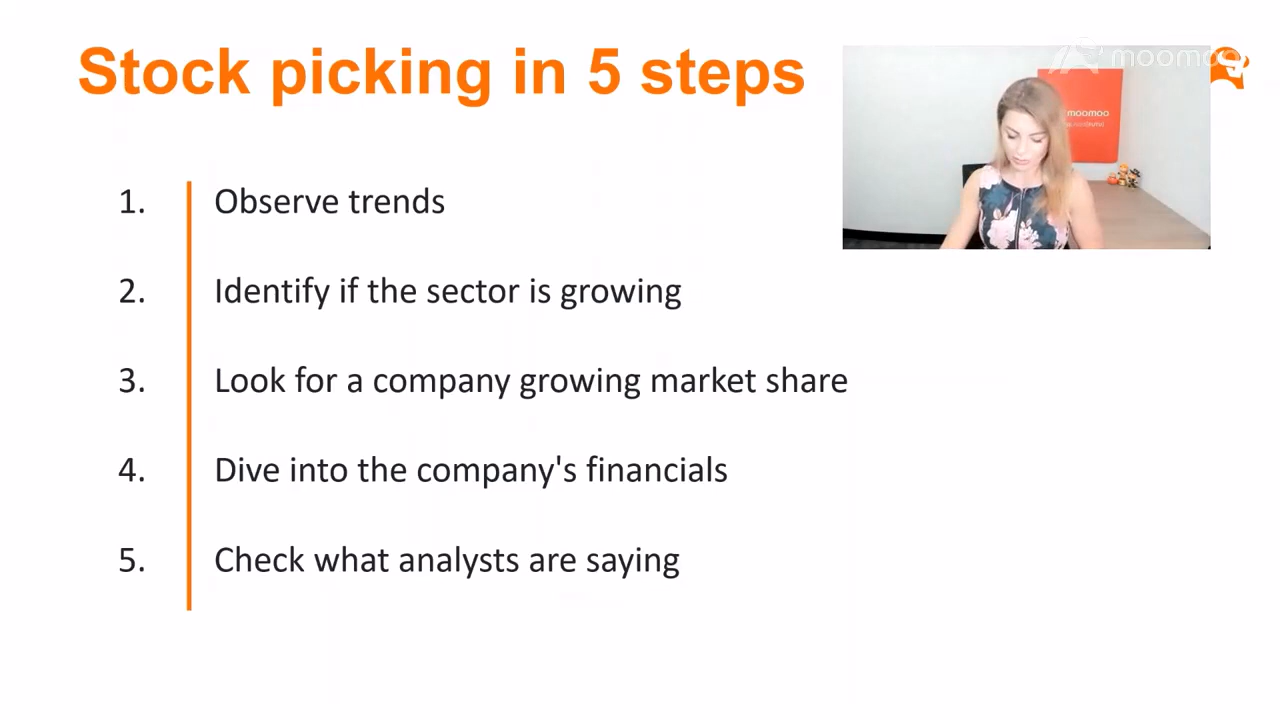 Stock picking in 5 steps
moomoo
moomoo
1. Observe trends
2. Identify if the sector is growing
3. Look for a company growing market share
4. Dive into the company's financials
5. Check what analysts are saying